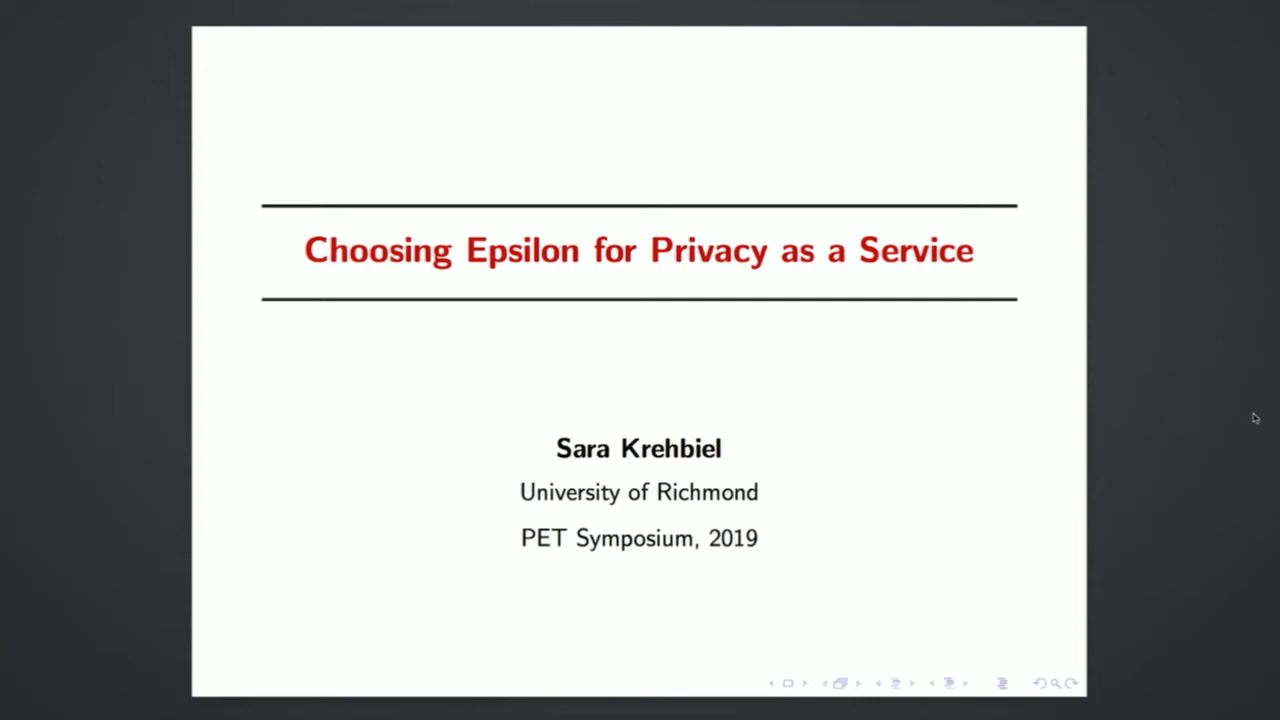 Choosing Epsilon for Privacy as a Service
Sara Krehbiel
University of Richmond
PET Symposium, 2019